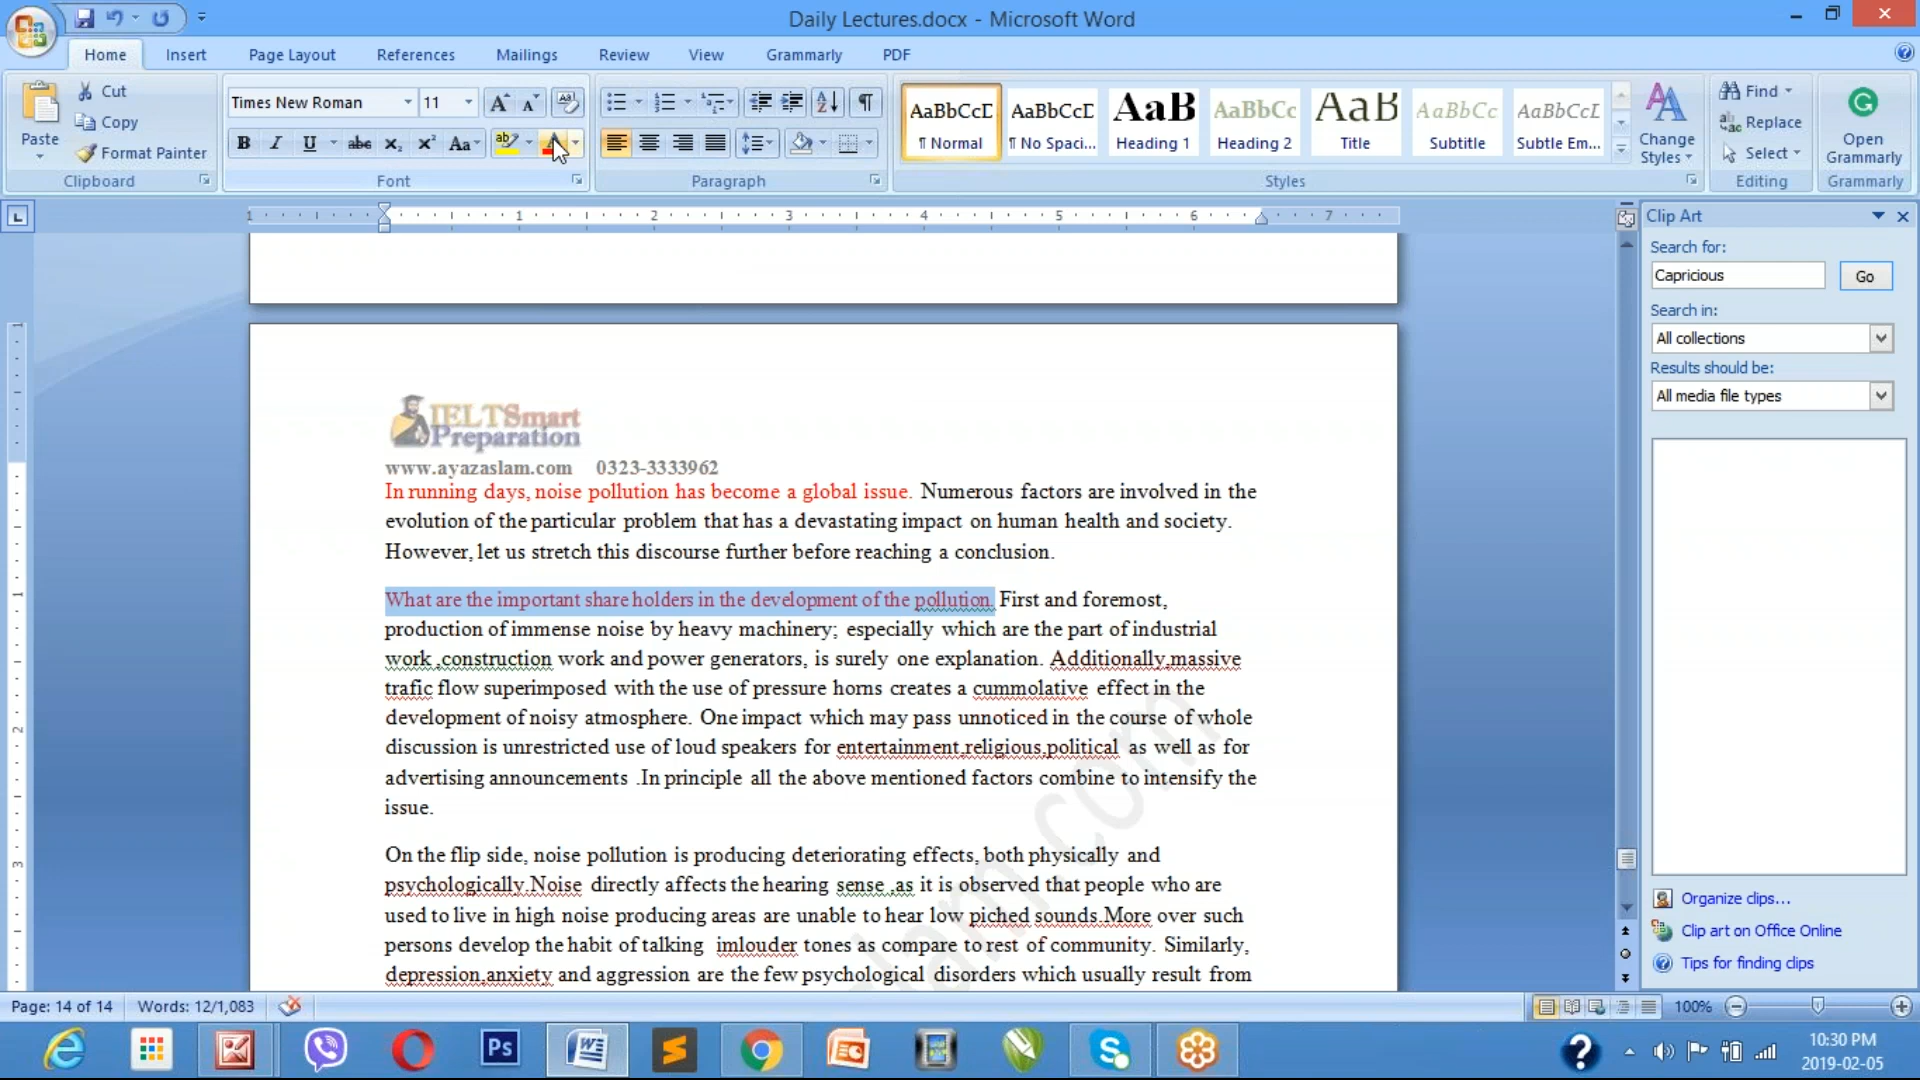 Daily Lectures.docx - Microsoft Word
Home Insert Page Layout References Mailings Review View Grammarly PDF
Paste
Cut
Copy
Format Painter
Clipboard
Times New Roman 11
Font
Paragraph
AaBbCcD AaBbCcD AaB AaBbCc AaB AaBbCcI AaBbCcL
¶ Normal ¶ No Spaci... Heading 1 Heading 2 Title Subtitle Subtle Em...
Styles
Change
Styles
Find
Replace
Select
Editing
Open
Grammarly
Grammarly
1 1 2 3 4 5 6 7
IELTSmart
Preparation
www.ayazaslam.com 0323-3333962
In running days, noise pollution has become a global issue. Numerous factors are involved in the
evolution of the particular problem that has a devastating impact on human health and society.
However, let us stretch this discourse further before reaching a conclusion.
What are the important share holders in the development of the pollution. First and foremost,
production of immense noise by heavy machinery; especially which are the part of industrial
work ,construction work and power generators, is surely one explanation. Additionally,massive
trafic flow superimposed with the use of pressure horns creates a cummolative effect in the
development of noisy atmosphere. One impact which may pass unnoticed in the course of whole
discussion is unrestricted use of loud speakers for entertainment,religious,political as well as for
advertising announcements .In principle all the above mentioned factors combine to intensify the
issue.
On the flip side, noise pollution is producing deteriorating effects, both physically and
psychologically.Noise directly affects the hearing sense ,as it is observed that people who are
used to live in high noise producing areas are unable to hear low piched sounds.More over such
persons develop the habit of talking imlouder tones as compare to rest of community. Similarly,
depression,anxiety and aggression are the few psychological disorders which usually result from
lam.com
Clip Art
Search for:
Capricious
Go
Search in:
All collections
Results should be:
All media file types
Organize clips...
Clip art on Office Online
Tips for finding clips
Page: 14 of 14 Words: 12/1,083
100%
Ps
10:30 PM
2019-02-05